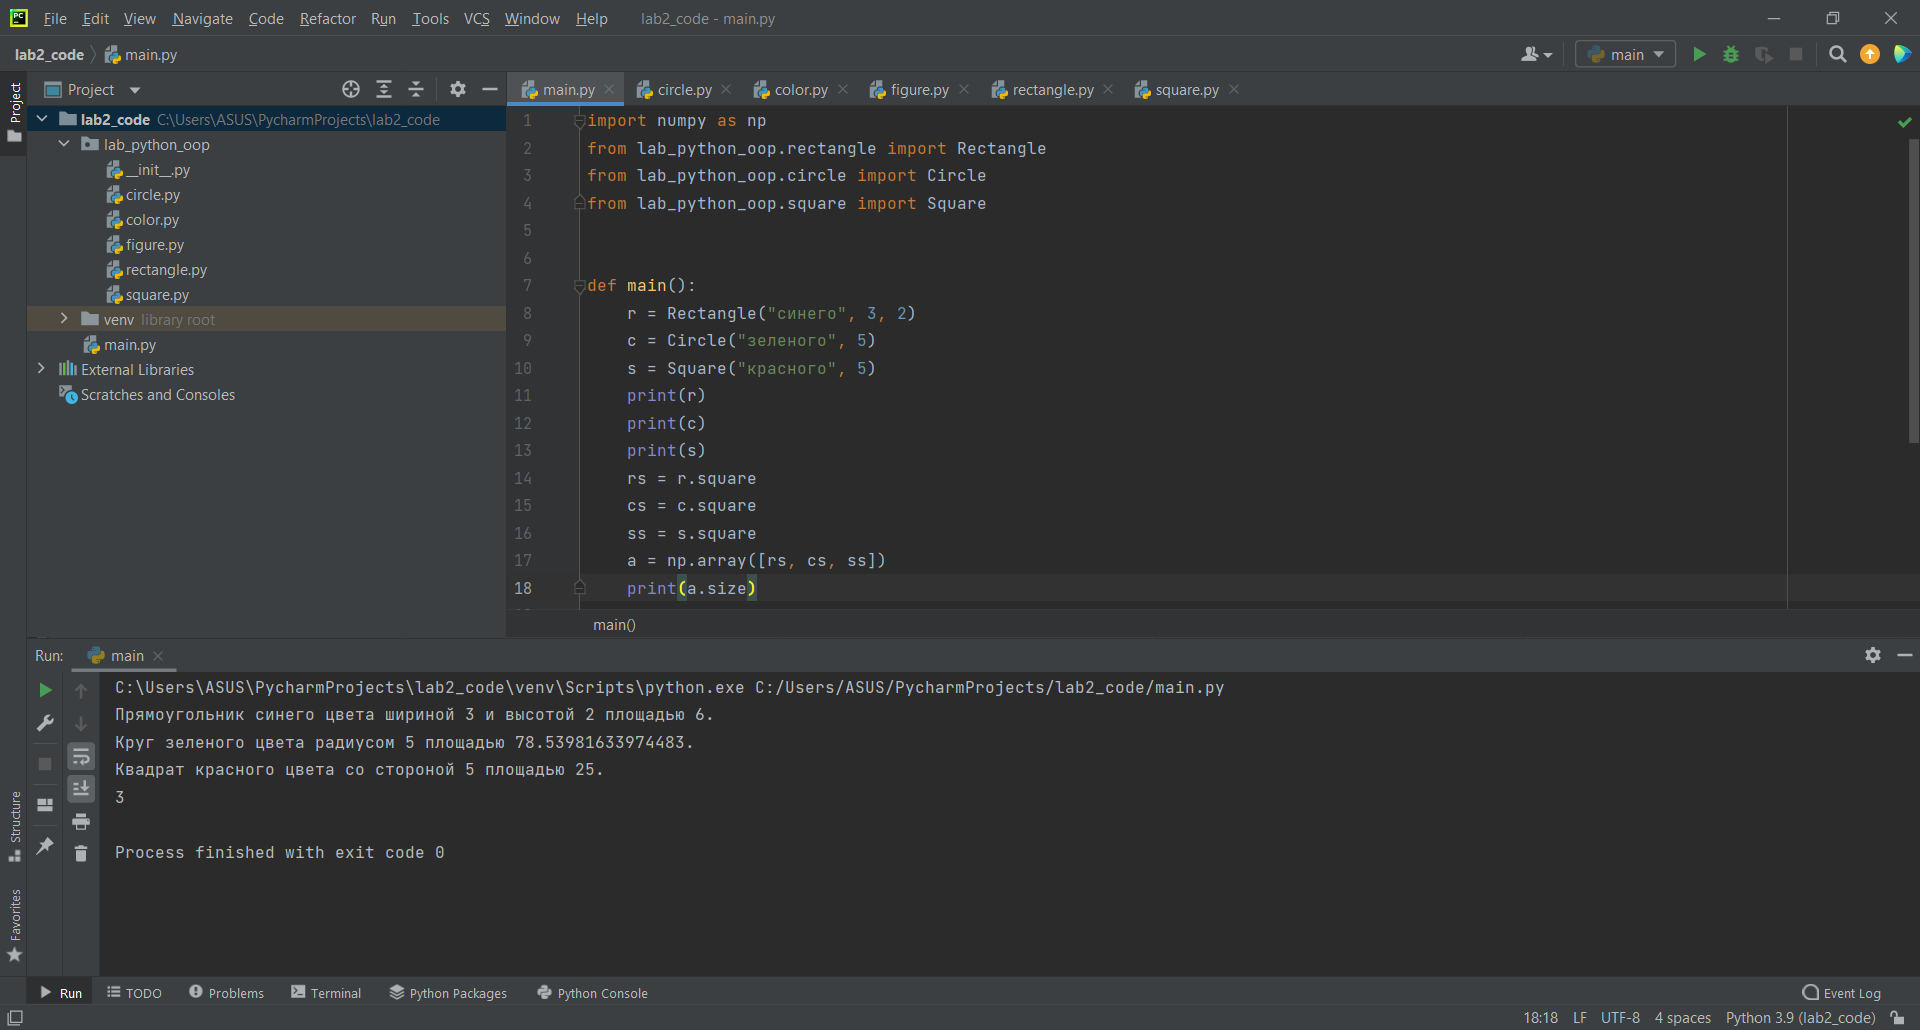 PC File Edit View Navigate Code Refactor Run Tools VCS Window Help lab2_code - main.py
lab2_code main.py main
Project
Project
main.py circle.py color.py figure.py rectangle.py square.py
lab2_code C:\Users\ASUS\PycharmProjects\lab2_code
lab_python_oop
__init__.py
circle.py
color.py
figure.py
rectangle.py
square.py
venv library root
main.py
External Libraries
Scratches and Consoles
1 import numpy as np
2 from lab_python_oop.rectangle import Rectangle
3 from lab_python_oop.circle import Circle
4 from lab_python_oop.square import Square
5
6
7 def main():
8 r = Rectangle("синего", 3, 2)
9 c = Circle("зеленого", 5)
10 s = Square("красного", 5)
11 print(r)
12 print(c)
13 print(s)
14 rs = r.square
15 cs = c.square
16 ss = s.square
17 a = np.array([rs, cs, ss])
18 print(a.size)
main()
Run: main
C:\Users\ASUS\PycharmProjects\lab2_code\venv\Scripts\python.exe C:/Users/ASUS/PycharmProjects/lab2_code/main.py
Прямоугольник синего цвета шириной 3 и высотой 2 площадью 6.
Круг зеленого цвета радиусом 5 площадью 78.53981633974483.
Квадрат красного цвета со стороной 5 площадью 25.
3
Process finished with exit code 0
Structure
Favorites
Run TODO Problems Terminal Python Packages Python Console Event Log
18:18 LF UTF-8 4 spaces Python 3.9 (lab2_code)